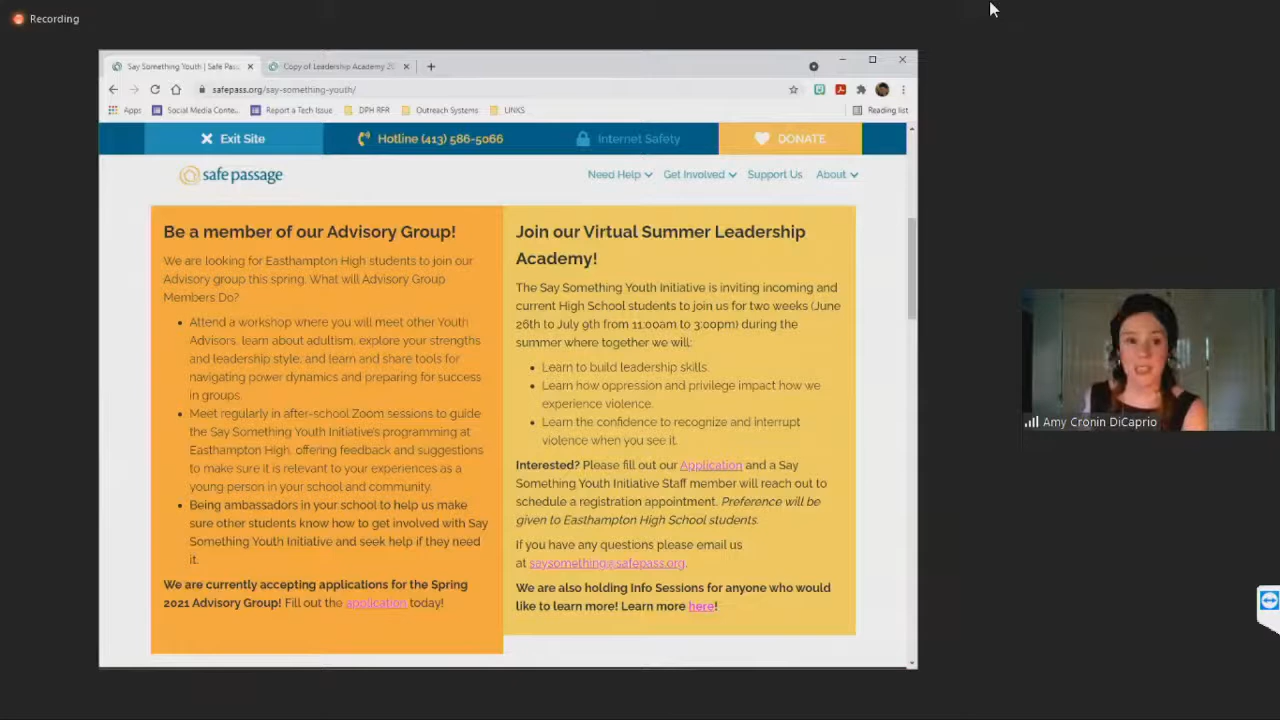 Recording
Say Something Youth | Safe Pas
Copy of Leadership Academy 20
safepass.org/say-something-youth/
Apps Social Media Conte... Report a Tech Issue DPH RFR Outreach Systems LINKS Reading list
Exit Site Hotline (413) 586-5066 Internet Safety DONATE
safe passage Need Help Get Involved Support Us About
Be a member of our Advisory Group!
We are looking for Easthampton High students to join our
Advisory group this spring. What will Advisory Group
Members Do?
Attend a workshop where you will meet other Youth
Advisors, learn about adultism, explore your strengths
and leadership style, and learn and share tools for
navigating power dynamics and preparing for success
in groups.
Meet regularly in after-school Zoom sessions to guide
the Say Something Youth Initiative's programming at
Easthampton High, offering feedback and suggestions
to make sure it is relevant to your experiences as a
young person in your school and community.
Being ambassadors in your school to help us make
sure other students know how to get involved with Say
Something Youth Initiative and seek help if they need
it.
We are currently accepting applications for the Spring
2021 Advisory Group! Fill out the application today!
Join our Virtual Summer Leadership
Academy!
The Say Something Youth Initiative is inviting incoming and
current High School students to join us for two weeks (June
26th to July 9th from 11:00am to 3:00pm) during the
summer where together we will:
Learn to build leadership skills.
Learn how oppression and privilege impact how we
experience violence.
Learn the confidence to recognize and interrupt
violence when you see it.
Interested? Please fill out our Application and a Say
Something Youth Initiative Staff member will reach out to
schedule a registration appointment. Preference will be
given to Easthampton High School students.
If you have any questions please email us
at saysomething@safepass.org.
We are also holding Info Sessions for anyone who would
like to learn more! Learn more here!
Amy Cronin DiCaprio